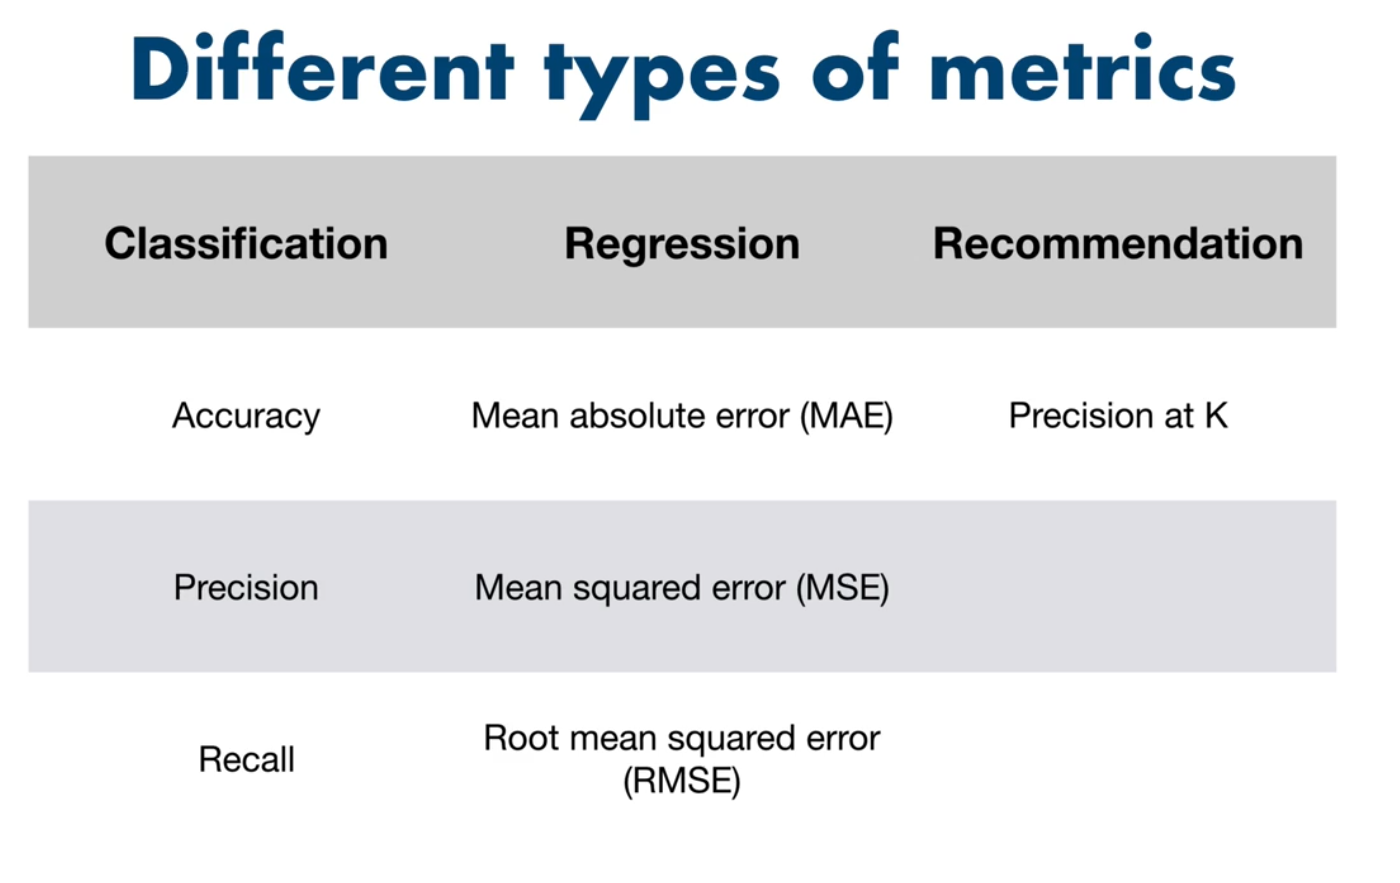 Different types of metrics
Classification Regression Recommendation
Accuracy Mean absolute error (MAE) Precision at K
Precision Mean squared error (MSE)
Recall Root mean squared error
(RMSE)